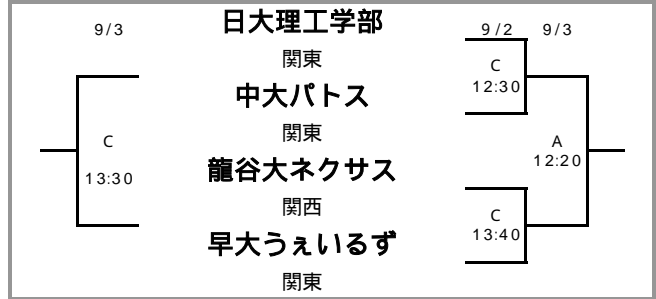 9/3
日大理工学部
9/2 9/3
関東
C
12:30
中大パトス
関東
C
13:30
A
12:20
龍谷大ネクサス
関西
C
13:40
早大うぇいるず
関東